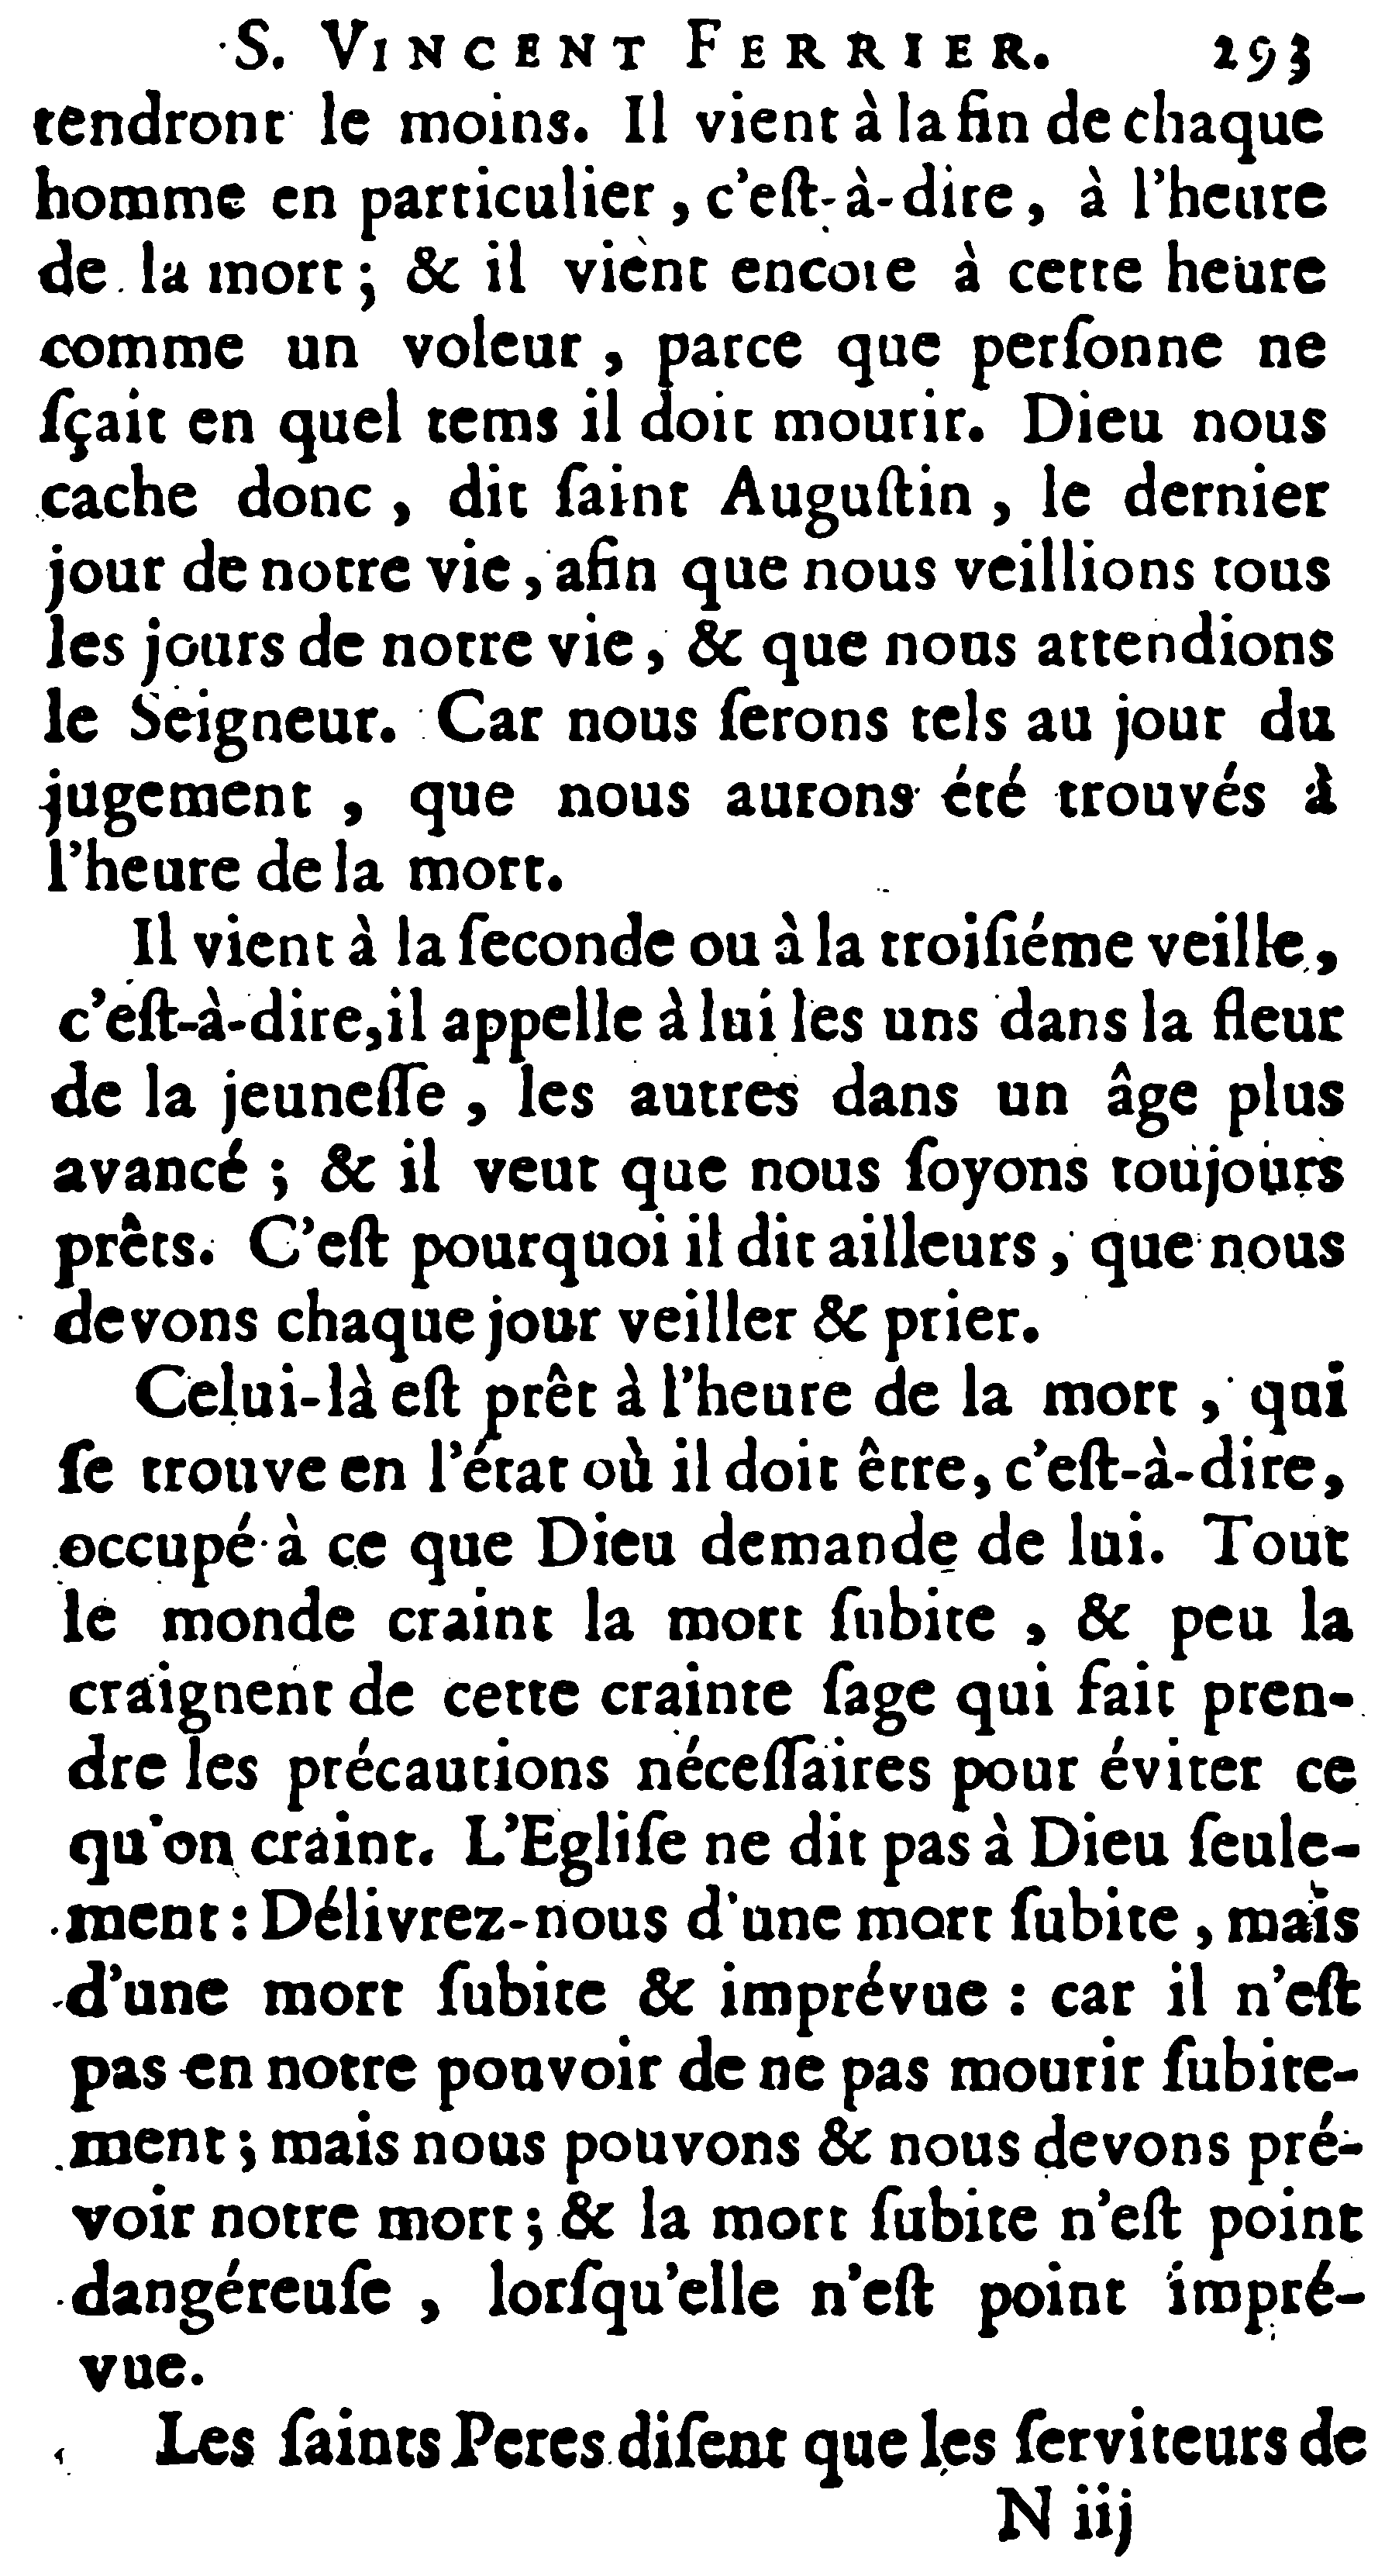 S. VINCENT FERRIER. 293
tendront le moins. Il vient à la fin de chaque
homme en particulier, c'eſt-à-dire, à l'heure
de la mort; & il vient encore à cette heure
comme un voleur, parce que perſonne ne
ſçait en quel tems il doit mourir. Dieu nous
cache donc, dit ſaint Auguſtin, le dernier
jour de notre vie, afin que nous veillions tous
les jours de notre vie, & que nous attendions
le Seigneur. Car nous ſerons tels au jour du
jugement, que nous aurons été trouvés à
l'heure de la mort.
Il vient à la ſeconde ou à la troiſiéme veille,
c'eſt-à-dire, il appelle à lui les uns dans la fleur
de la jeuneſſe, les autres dans un âge plus
avancé; & il veut que nous ſoyons toujours
prêts. C'eſt pourquoi il dit ailleurs, que nous
devons chaque jour veiller & prier.
Celui-là eſt prêt à l'heure de la mort, qui
ſe trouve en l'état où il doit être, c'eſt-à-dire,
occupé à ce que Dieu demande de lui. Tout
le monde craint la mort ſubite, & peu la
craignent de cette crainte ſage qui fait pren-
dre les précautions néceſſaires pour éviter ce
qu'on craint. L'Egliſe ne dit pas à Dieu ſeule-
ment: Délivrez-nous d'une mort ſubite, mais
d'une mort ſubite & imprévue: car il n'eſt
pas en notre pouvoir de ne pas mourir ſubite-
ment; mais nous pouvons & nous devons pré-
voir notre mort; & la mort ſubite n'eſt point
dangéreuſe, lorſqu'elle n'eſt point impré-
vue.
Les ſaints Peres diſent que les ſerviteurs de
N iij